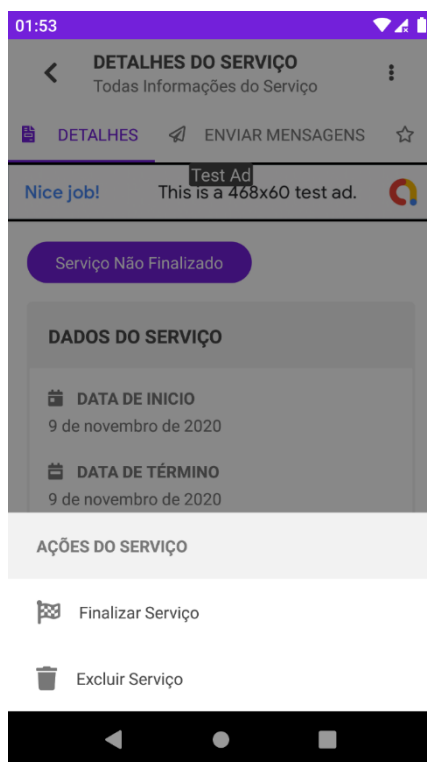 01:53
DETALHES DO SERVIÇO
Todas Informações do Serviço
DETALHES
ENVIAR MENSAGENS
Test Ad
Nice job!
This is a 468x60 test ad.
Serviço Não Finalizado
DADOS DO SERVIÇO
DATA DE INICIO
9 de novembro de 2020
DATA DE TÉRMINO
9 de novembro de 2020
AÇÕES DO SERVIÇO
Finalizar Serviço
Excluir Serviço